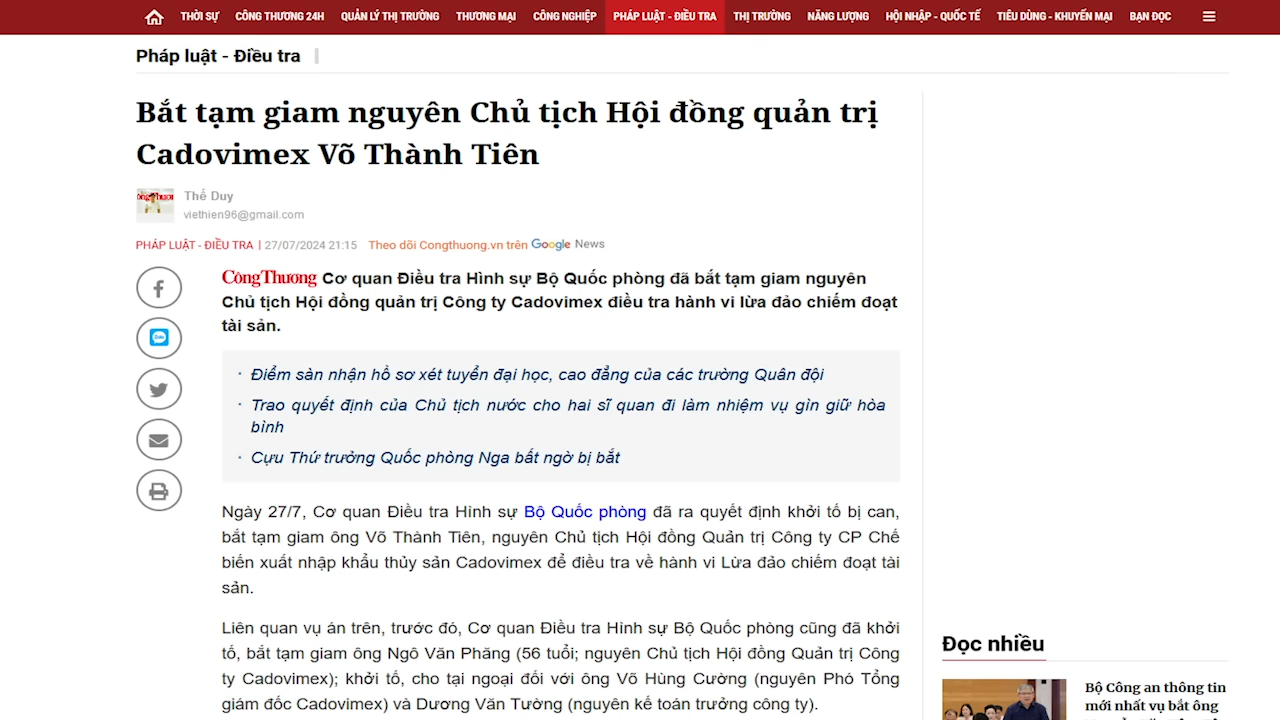 THỜI SỰ CÔNG THƯƠNG 24H QUẢN LÝ THỊ TRƯỜNG THƯƠNG MẠI CÔNG NGHIỆP PHÁP LUẬT - ĐIỀU TRA THỊ TRƯỜNG NĂNG LƯỢNG HỘI NHẬP - QUỐC TẾ TIÊU DÙNG - KHUYẾN MẠI BẠN ĐỌC
Pháp luật - Điều tra
Bắt tạm giam nguyên Chủ tịch Hội đồng quản trị
Cadovimex Võ Thành Tiên
Thế Duy
viethien96@gmail.com
PHÁP LUẬT - ĐIỀU TRA | 27/07/2024 21:15 Theo dõi Congthuong.vn trên Google News
CôngThương Cơ quan Điều tra Hình sự Bộ Quốc phòng đã bắt tạm giam nguyên
Chủ tịch Hội đồng quản trị Công ty Cadovimex điều tra hành vi lừa đảo chiếm đoạt
tài sản.
· Điểm sàn nhận hồ sơ xét tuyển đại học, cao đẳng của các trường Quân đội
· Trao quyết định của Chủ tịch nước cho hai sĩ quan đi làm nhiệm vụ gìn giữ hòa
bình
· Cựu Thứ trưởng Quốc phòng Nga bất ngờ bị bắt
Ngày 27/7, Cơ quan Điều tra Hình sự Bộ Quốc phòng đã ra quyết định khởi tố bị can,
bắt tạm giam ông Võ Thành Tiên, nguyên Chủ tịch Hội đồng Quản trị Công ty CP Chế
biến xuất nhập khẩu thủy sản Cadovimex để điều tra về hành vi Lừa đảo chiếm đoạt tài
sản.
Liên quan vụ án trên, trước đó, Cơ quan Điều tra Hình sự Bộ Quốc phòng cũng đã khởi
tố, bắt tạm giam ông Ngô Văn Phăng (56 tuổi; nguyên Chủ tịch Hội đồng Quản trị Công
ty Cadovimex); khởi tố, cho tại ngoại đối với ông Võ Hùng Cường (nguyên Phó Tổng
giám đốc Cadovimex) và Dương Văn Tường (nguyên kế toán trưởng công ty).
Đọc nhiều
Bộ Công an thông tin
mới nhất vụ bắt ông